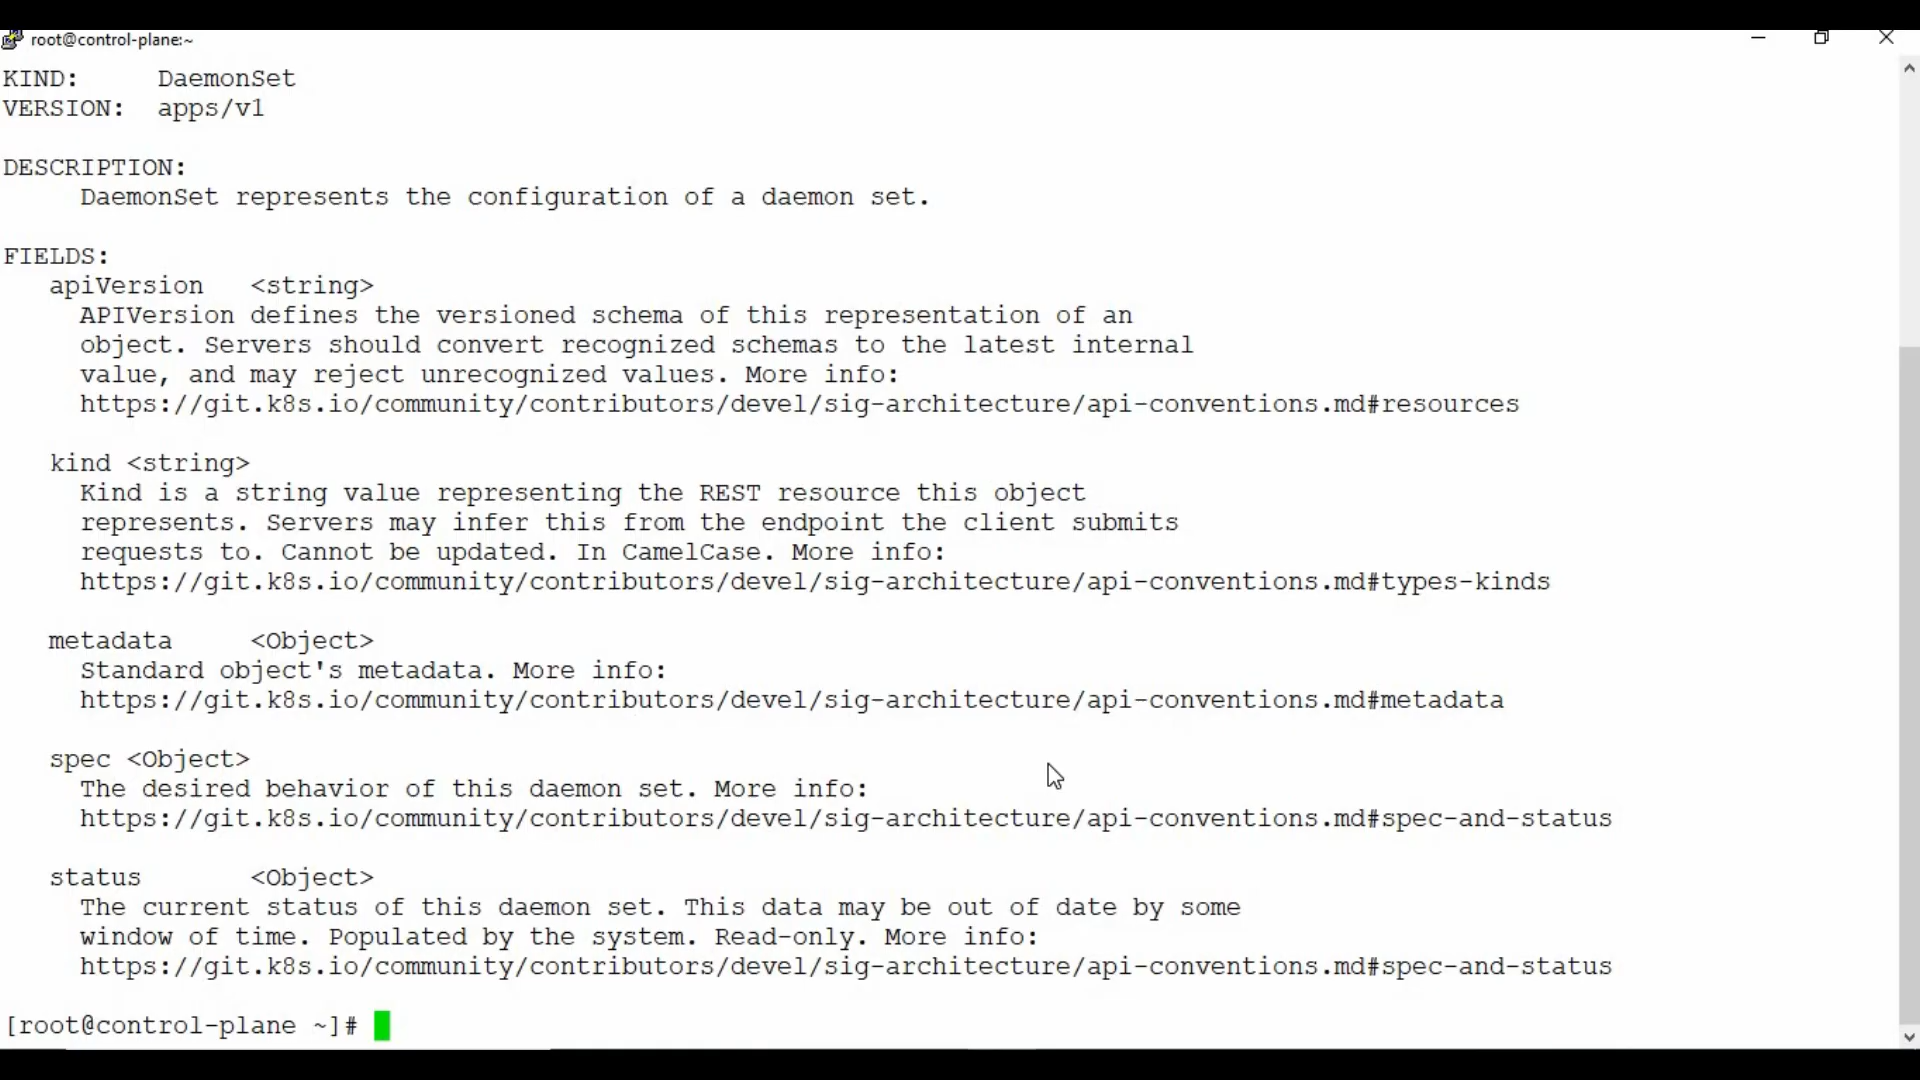 root@control-plane:~
KIND:     DaemonSet
VERSION:  apps/v1
DESCRIPTION:
     DaemonSet represents the configuration of a daemon set.
FIELDS:
   apiVersion   <string>
     APIVersion defines the versioned schema of this representation of an
     object. Servers should convert recognized schemas to the latest internal
     value, and may reject unrecognized values. More info:
     https://git.k8s.io/community/contributors/devel/sig-architecture/api-conventions.md#resources
   kind <string>
     Kind is a string value representing the REST resource this object
     represents. Servers may infer this from the endpoint the client submits
     requests to. Cannot be updated. In CamelCase. More info:
     https://git.k8s.io/community/contributors/devel/sig-architecture/api-conventions.md#types-kinds
   metadata     <Object>
     Standard object's metadata. More info:
     https://git.k8s.io/community/contributors/devel/sig-architecture/api-conventions.md#metadata
   spec <Object>
     The desired behavior of this daemon set. More info:
     https://git.k8s.io/community/contributors/devel/sig-architecture/api-conventions.md#spec-and-status
   status       <Object>
     The current status of this daemon set. This data may be out of date by some
     window of time. Populated by the system. Read-only. More info:
     https://git.k8s.io/community/contributors/devel/sig-architecture/api-conventions.md#spec-and-status
[root@control-plane ~]#